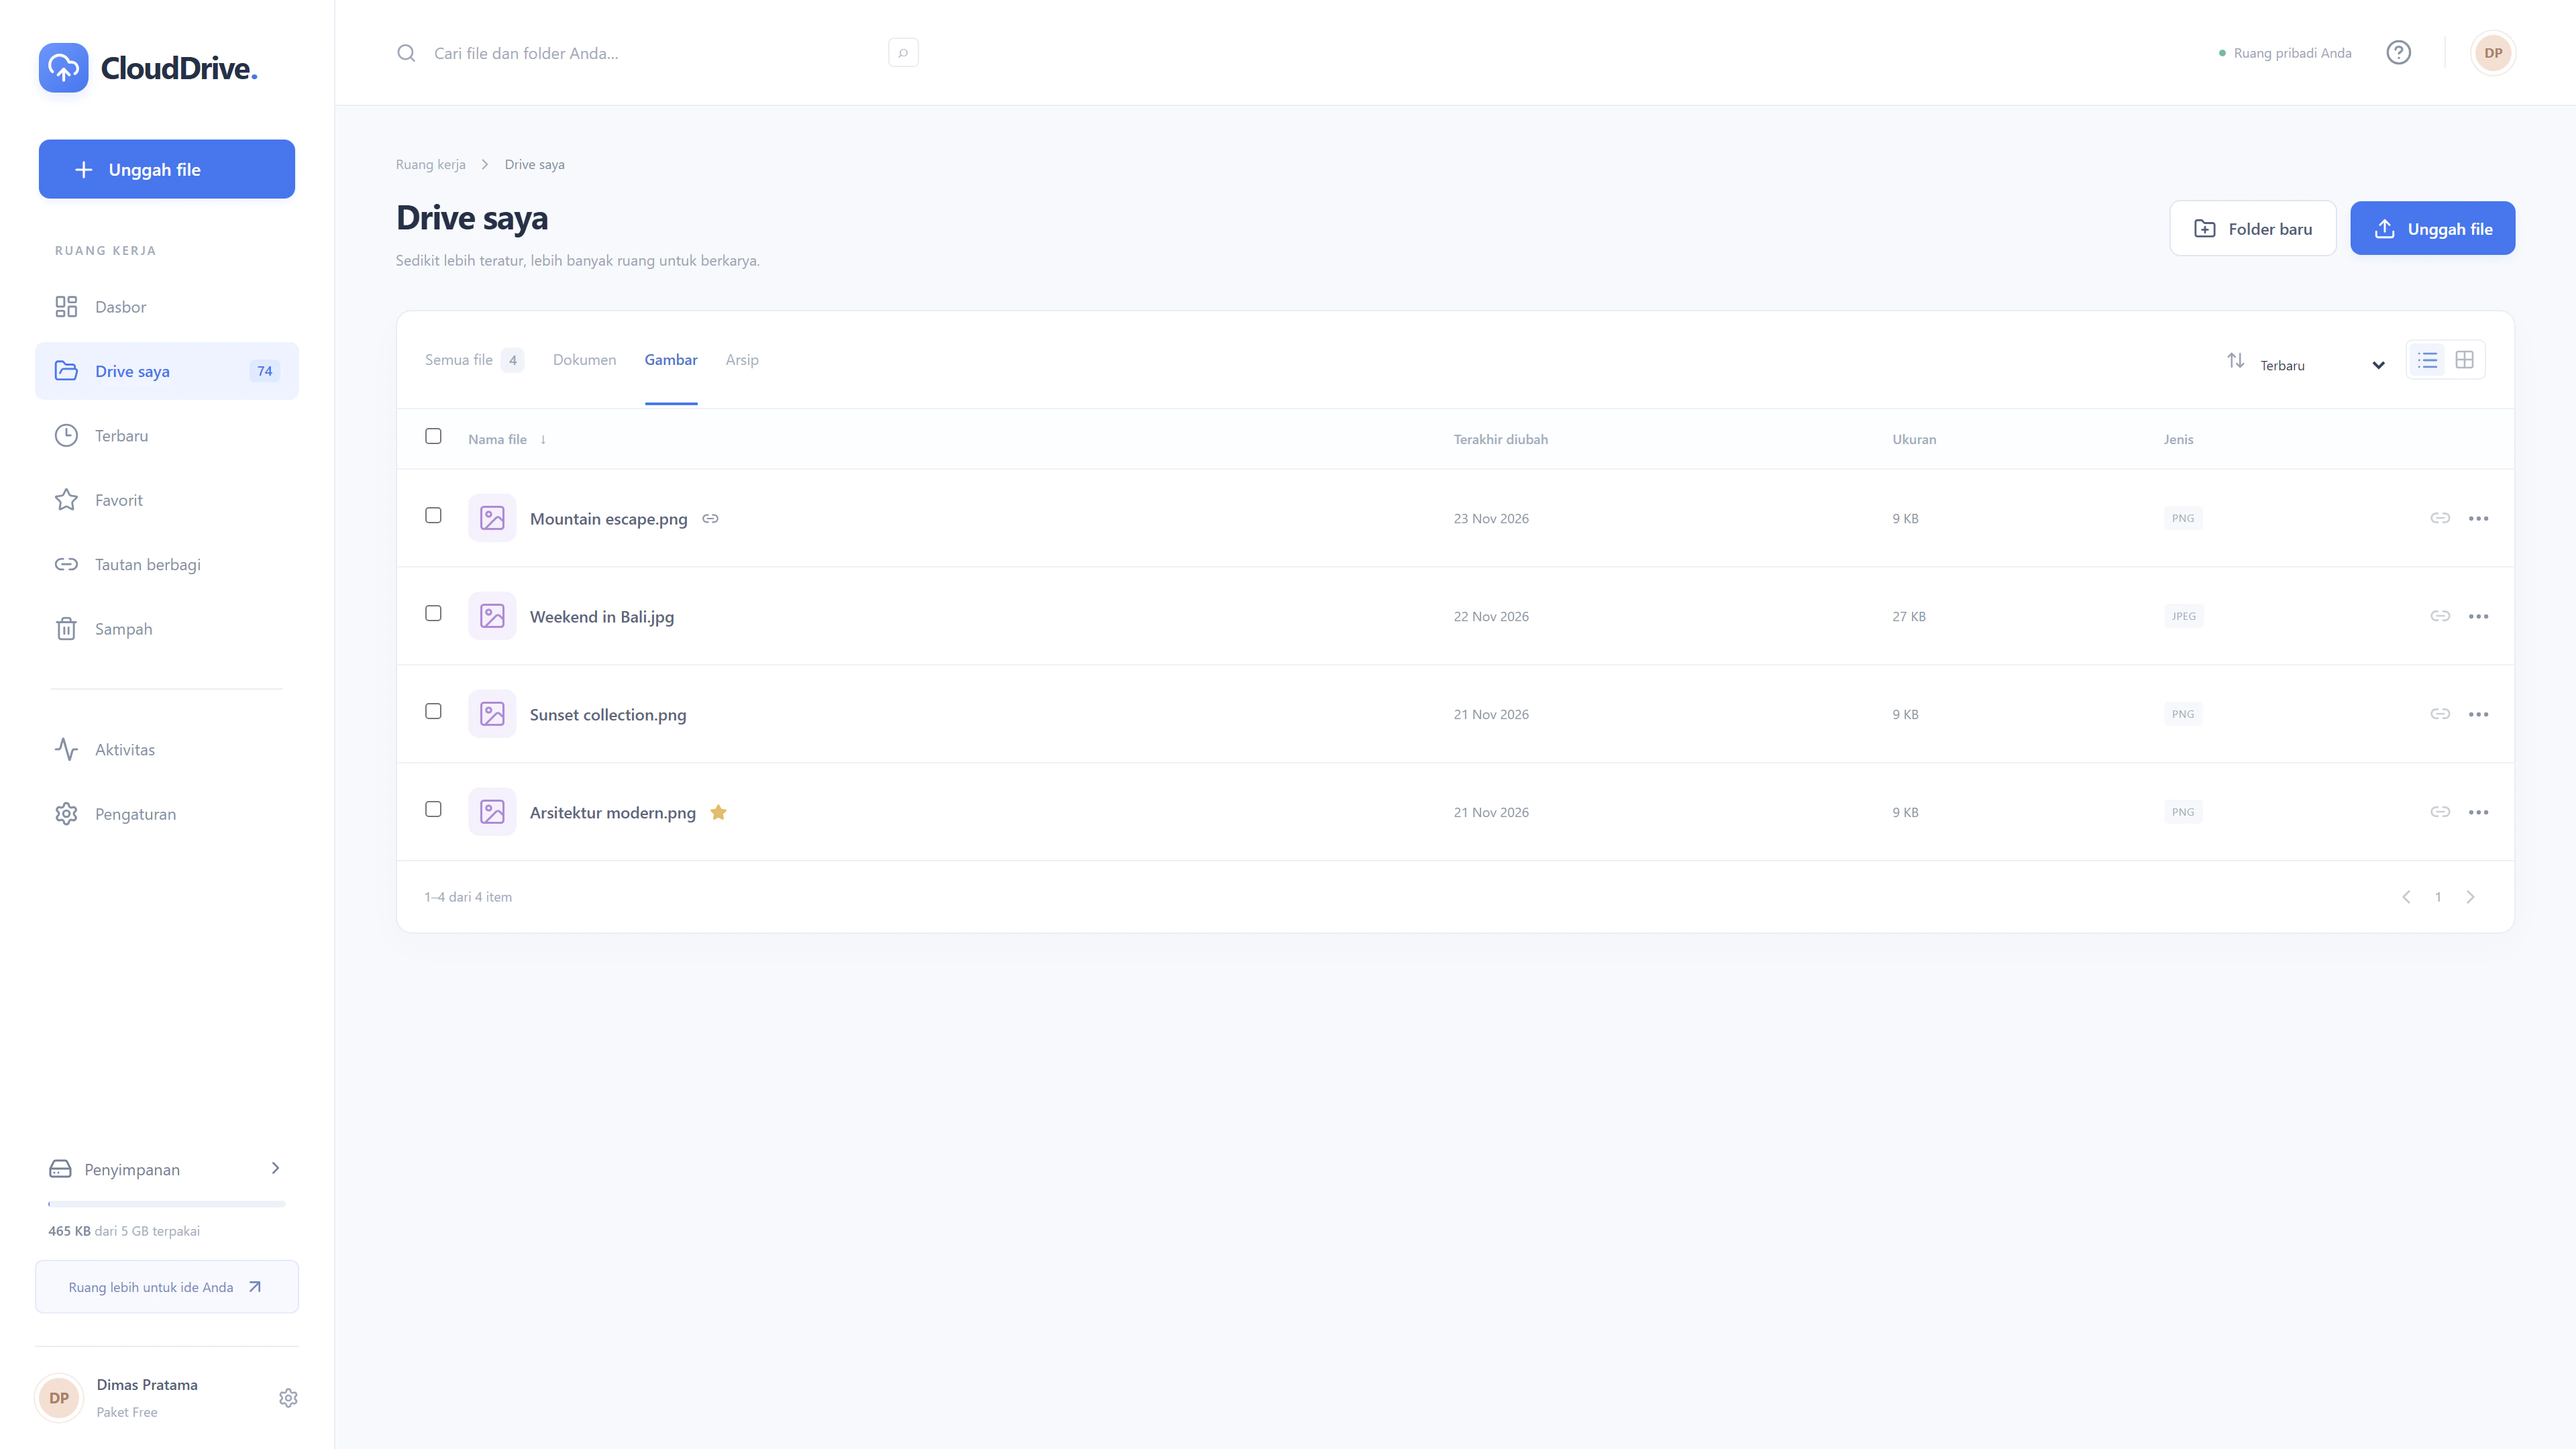 CloudDrive.
Unggah file
RUANG KERJA
Dasbor
Drive saya 74
Terbaru
Favorit
Tautan berbagi
Sampah
Aktivitas
Pengaturan
Penyimpanan
465 KB dari 5 GB terpakai
Ruang lebih untuk ide Anda
DP Dimas Pratama
Paket Free
Cari file dan folder Anda...
Ruang pribadi Anda
DP
Ruang kerja Drive saya
Drive saya
Sedikit lebih teratur, lebih banyak ruang untuk berkarya.
Folder baru
Unggah file
Semua file 4 Dokumen Gambar Arsip
Terbaru
Nama file ↓ Terakhir diubah Ukuran Jenis
Mountain escape.png 23 Nov 2026 9 KB PNG
Weekend in Bali.jpg 22 Nov 2026 27 KB JPEG
Sunset collection.png 21 Nov 2026 9 KB PNG
Arsitektur modern.png 21 Nov 2026 9 KB PNG
1–4 dari 4 item
1